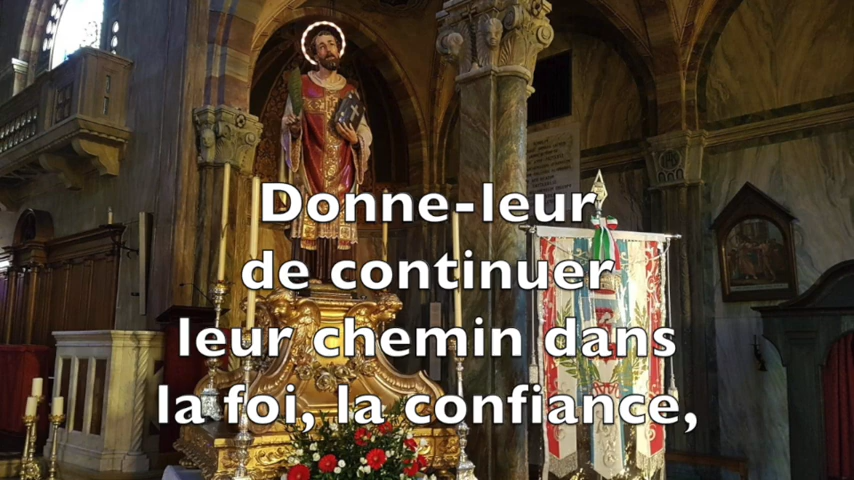 Donne-leur
de continuer
leur chemin dans
la foi, la confiance,